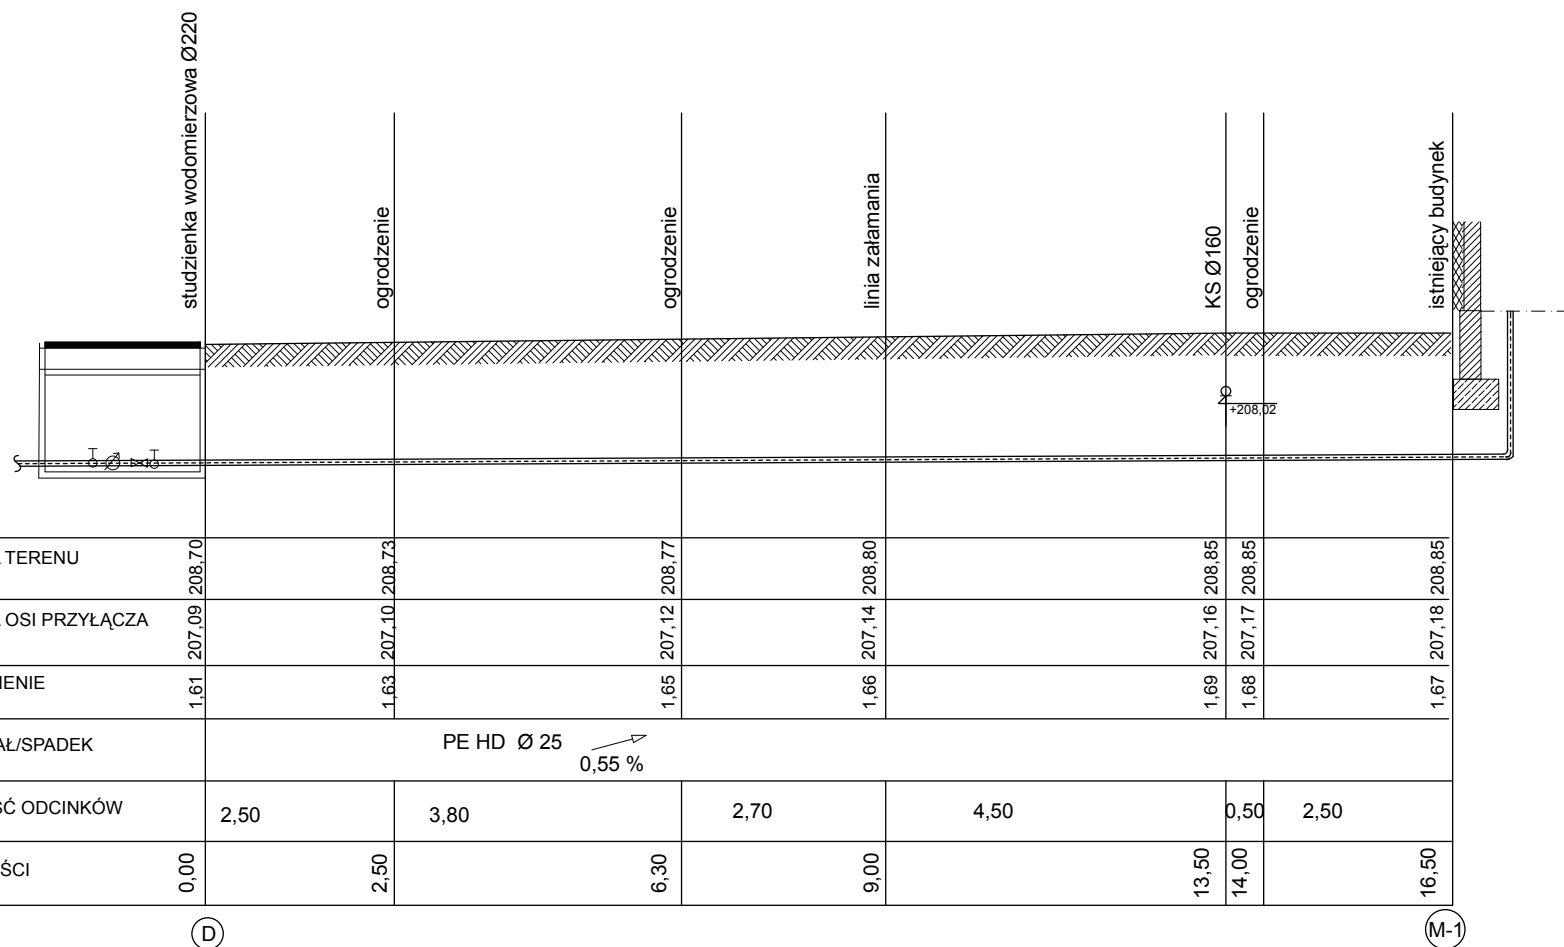 studzienka wodomierzowa Ø220
ogrodzenie
ogrodzenie
linia załamania
KS Ø160
ogrodzenie
istniejący budynek
+208,02
TERENU
208,70 208,73 208,77 208,80 208,85 208,85 208,85
OSI PRZYŁĄCZA
207,09 207,10 207,12 207,14 207,16 207,17 207,18
IENIE
1,61 1,63 1,65 1,66 1,69 1,68 1,67
AŁ/SPADEK
PE HD Ø 25
0,55 %
ŚĆ ODCINKÓW
2,50 3,80 2,70 4,50 0,50 2,50
ŚCI
0,00 2,50 6,30 9,00 13,50 14,00 16,50
D
M-1